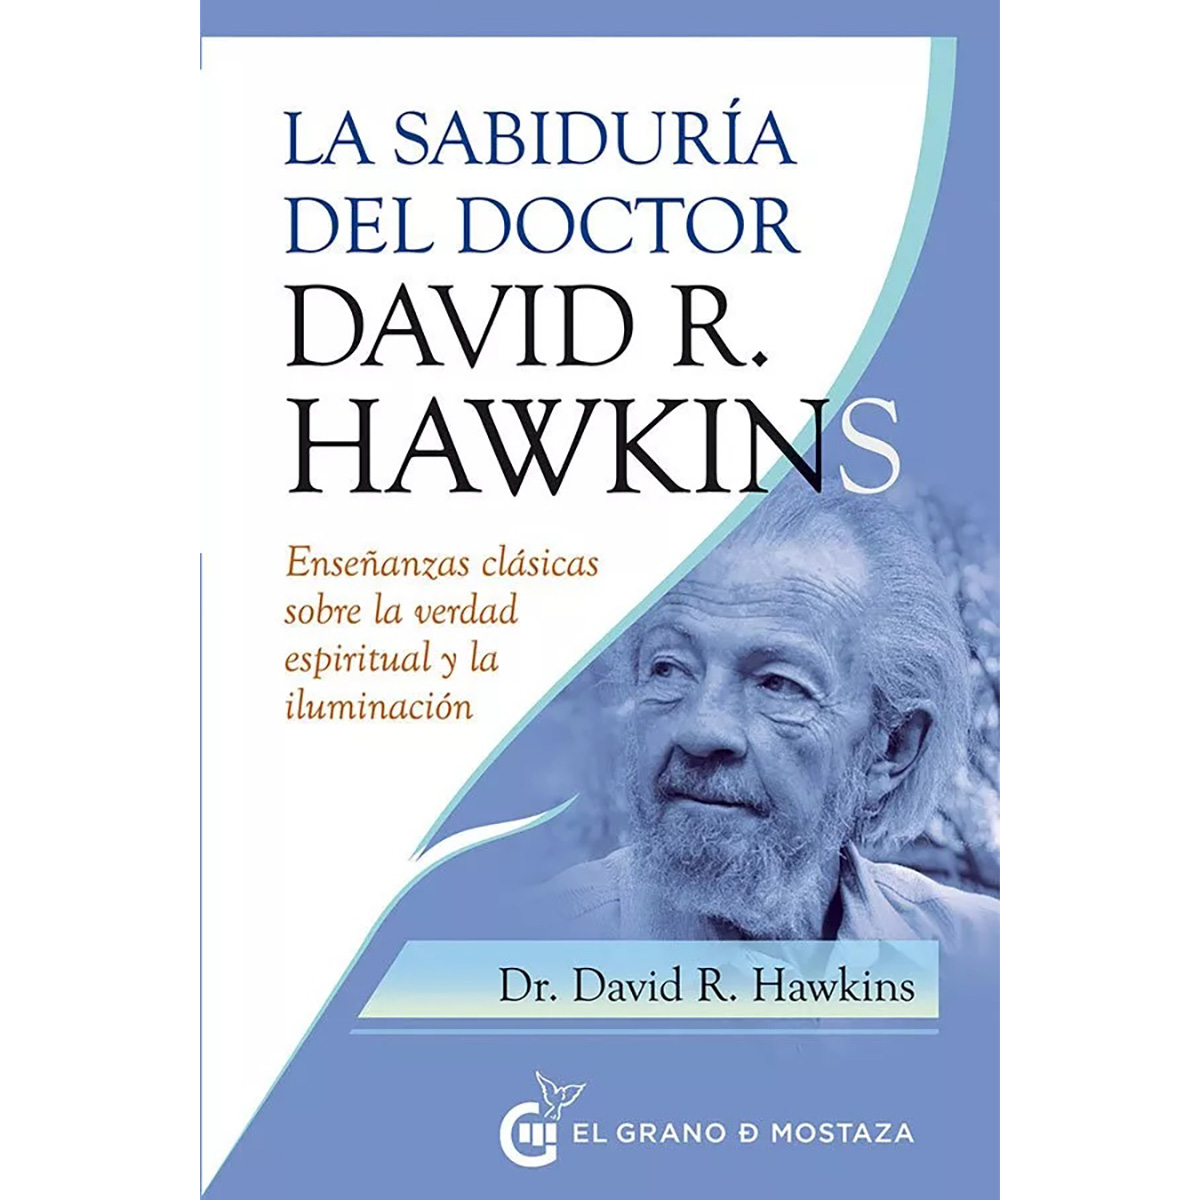 LA SABIDURÍA
DEL DOCTOR
DAVID R.
HAWKINS
Enseñanzas clásicas
sobre la verdad
espiritual y la
iluminación
Dr. David R. Hawkins
EL GRANO Ð MOSTAZA